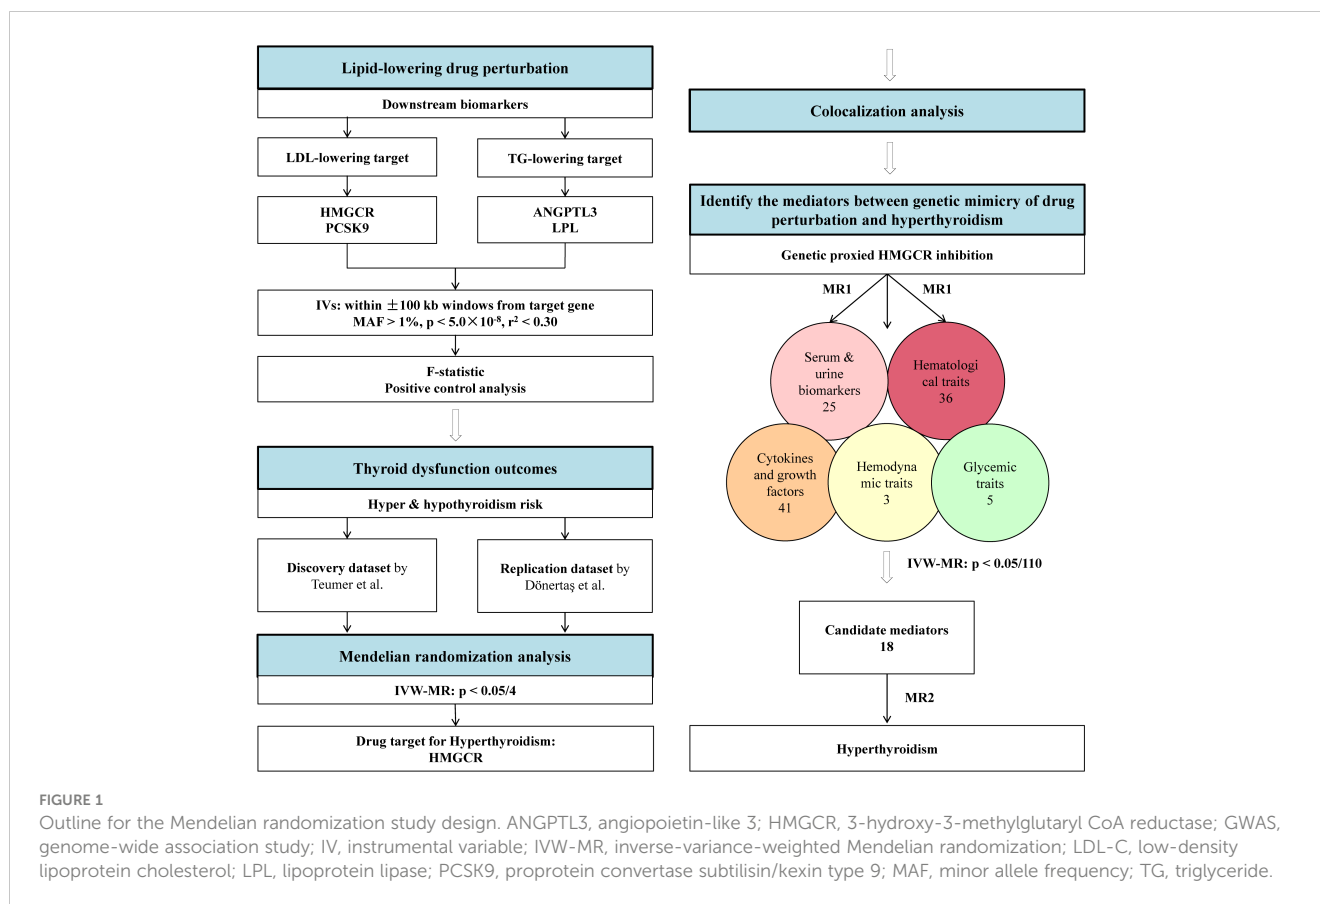 Lipid-lowering drug perturbation
Downstream biomarkers
LDL-lowering target
TG-lowering target
HMGCR
PCSK9
ANGPTL3
LPL
IVs: within ±100 kb windows from target gene
MAF > 1%, p < 5.0×10⁻⁸, r² < 0.30
F-statistic
Positive control analysis
Thyroid dysfunction outcomes
Hyper & hypothyroidism risk
Discovery dataset by
Teumer et al.
Replication dataset by
Dönertaş et al.
Mendelian randomization analysis
IVW-MR: p < 0.05/4
Drug target for Hyperthyroidism:
HMGCR
Colocalization analysis
Identify the mediators between genetic mimicry of drug
perturbation and hyperthyroidism
Genetic proxied HMGCR inhibition
MR1
MR1
Serum &
urine
biomarkers
25
Hematologi
cal traits
36
Cytokines
and growth
factors
41
Hemodyna
mic traits
3
Glycemic
traits
5
IVW-MR: p < 0.05/110
Candidate mediators
18
MR2
Hyperthyroidism
FIGURE 1
Outline for the Mendelian randomization study design. ANGPTL3, angiopoietin-like 3; HMGCR, 3-hydroxy-3-methylglutaryl CoA reductase; GWAS,
genome-wide association study; IV, instrumental variable; IVW-MR, inverse-variance-weighted Mendelian randomization; LDL-C, low-density
lipoprotein cholesterol; LPL, lipoprotein lipase; PCSK9, proprotein convertase subtilisin/kexin type 9; MAF, minor allele frequency; TG, triglyceride.